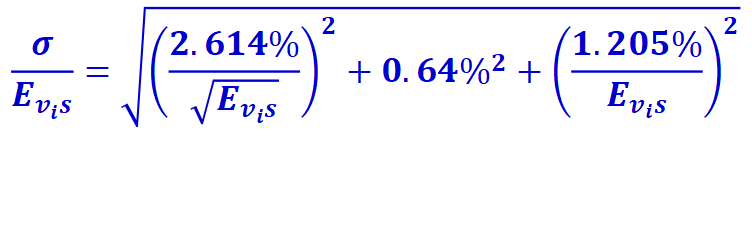 σ/E_{v_i s} = √((2.614%/√E_{v_i s})² + 0.64%² + (1.205%/E_{v_i s})²)